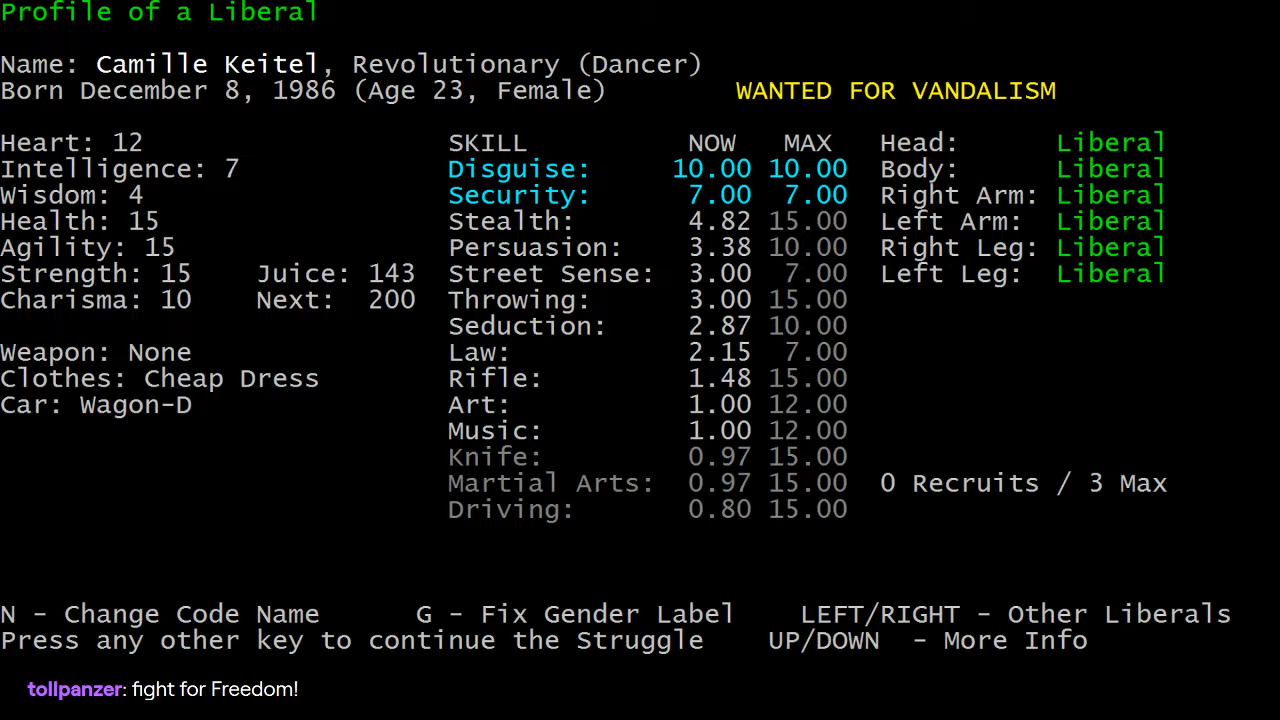 Profile of a Liberal
Name: Camille Keitel, Revolutionary (Dancer)
Born December 8, 1986 (Age 23, Female) WANTED FOR VANDALISM
Heart: 12 SKILL NOW MAX Head: Liberal
Intelligence: 7 Disguise: 10.00 10.00 Body: Liberal
Wisdom: 4 Security: 7.00 7.00 Right Arm: Liberal
Health: 15 Stealth: 4.82 15.00 Left Arm: Liberal
Agility: 15 Persuasion: 3.38 10.00 Right Leg: Liberal
Strength: 15 Juice: 143 Street Sense: 3.00 7.00 Left Leg: Liberal
Charisma: 10 Next: 200 Throwing: 3.00 15.00
Seduction: 2.87 10.00
Weapon: None Law: 2.15 7.00
Clothes: Cheap Dress Rifle: 1.48 15.00
Car: Wagon-D Art: 1.00 12.00
Music: 1.00 12.00
Knife: 0.97 15.00
Martial Arts: 0.97 15.00 0 Recruits / 3 Max
Driving: 0.80 15.00
N - Change Code Name G - Fix Gender Label LEFT/RIGHT - Other Liberals
Press any other key to continue the Struggle UP/DOWN - More Info
tollpanzer: fight for Freedom!